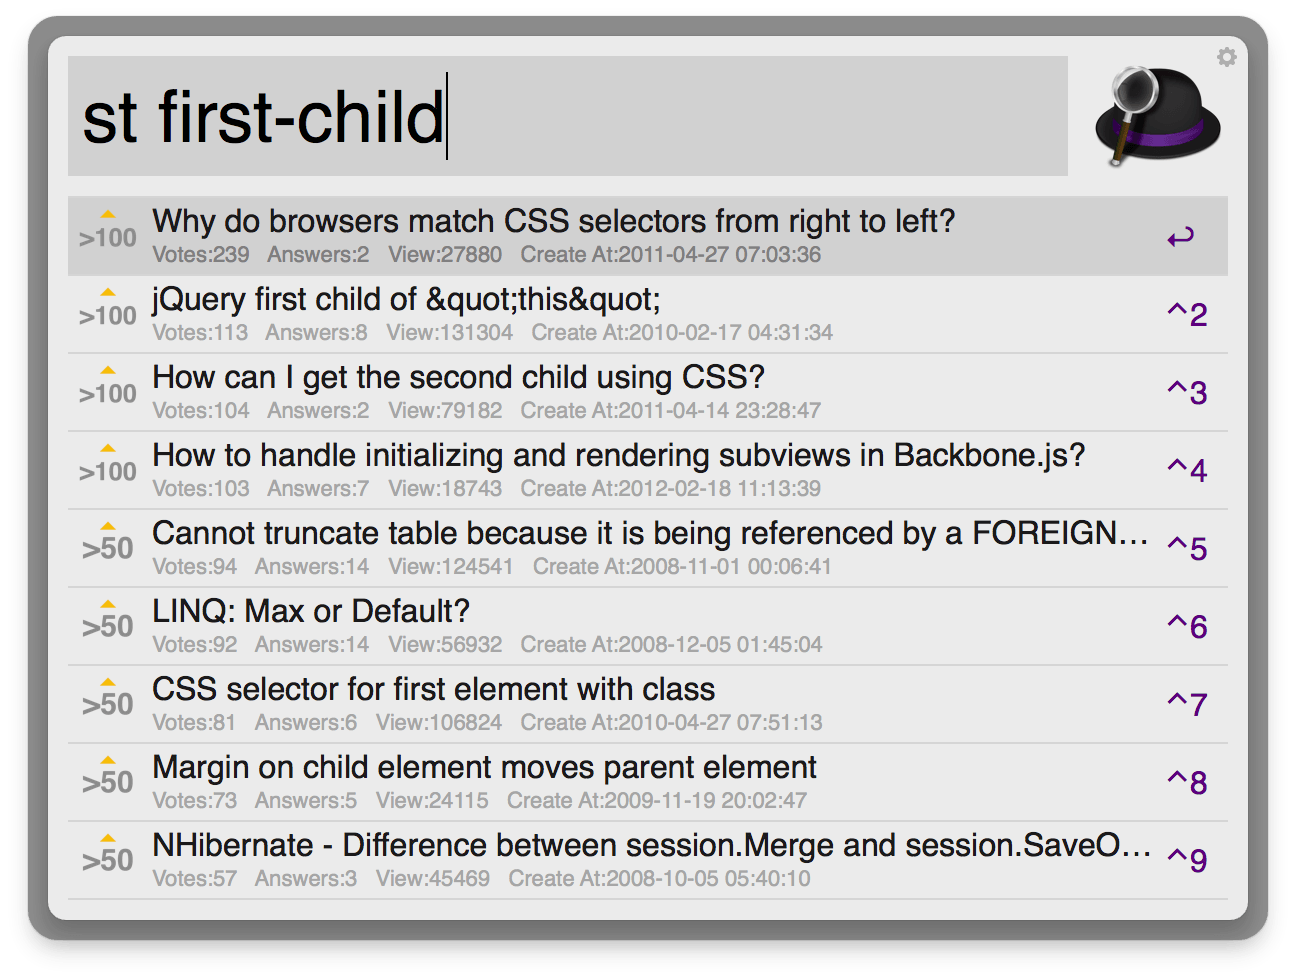 st first-child
>100 Why do browsers match CSS selectors from right to left? ↩
Votes:239 Answers:2 View:27880 Create At:2011-04-27 07:03:36
>100 jQuery first child of &quot;this&quot; ^2
Votes:113 Answers:8 View:131304 Create At:2010-02-17 04:31:34
>100 How can I get the second child using CSS? ^3
Votes:104 Answers:2 View:79182 Create At:2011-04-14 23:28:47
>100 How to handle initializing and rendering subviews in Backbone.js? ^4
Votes:103 Answers:7 View:18743 Create At:2012-02-18 11:13:39
>50 Cannot truncate table because it is being referenced by a FOREIGN... ^5
Votes:94 Answers:14 View:124541 Create At:2008-11-01 00:06:41
>50 LINQ: Max or Default? ^6
Votes:92 Answers:14 View:56932 Create At:2008-12-05 01:45:04
>50 CSS selector for first element with class ^7
Votes:81 Answers:6 View:106824 Create At:2010-04-27 07:51:13
>50 Margin on child element moves parent element ^8
Votes:73 Answers:5 View:24115 Create At:2009-11-19 20:02:47
>50 NHibernate - Difference between session.Merge and session.SaveO... ^9
Votes:57 Answers:3 View:45469 Create At:2008-10-05 05:40:10